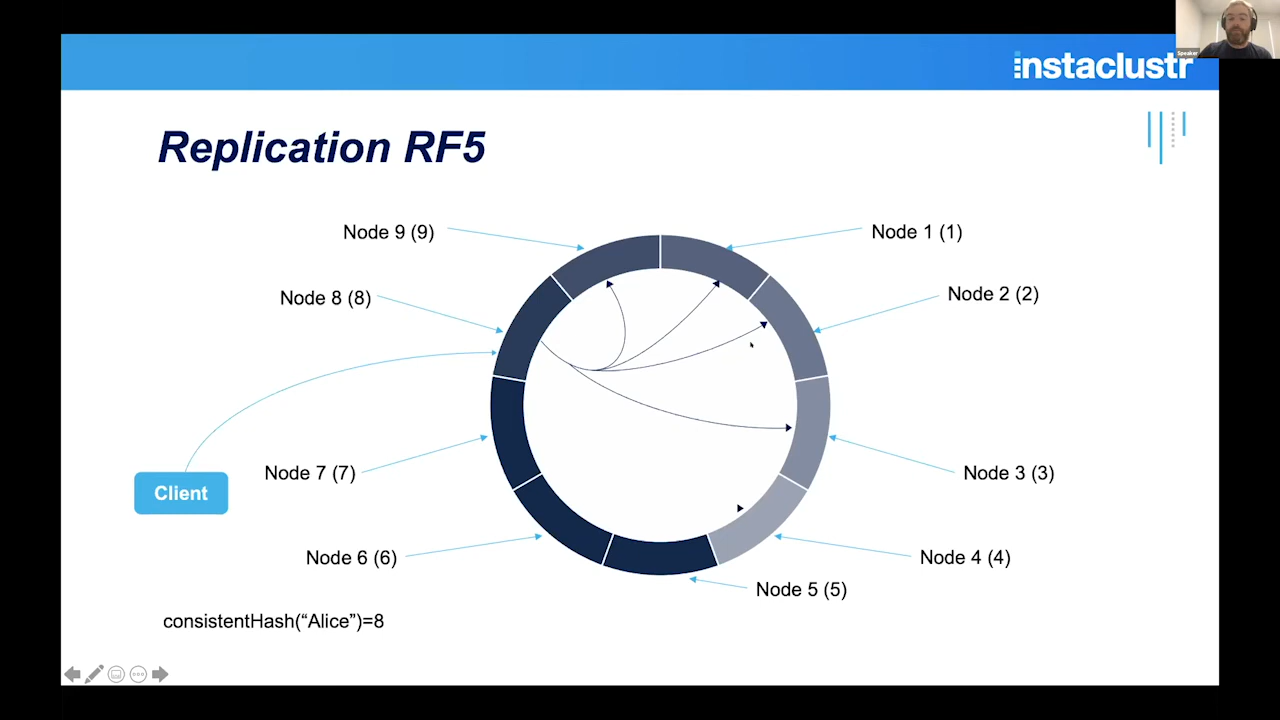 Speaker
instaclustr
Replication RF5
Node 9 (9)
Node 1 (1)
Node 8 (8)
Node 2 (2)
Node 7 (7)
Node 3 (3)
Client
Node 6 (6)
Node 4 (4)
Node 5 (5)
consistentHash(“Alice”)=8